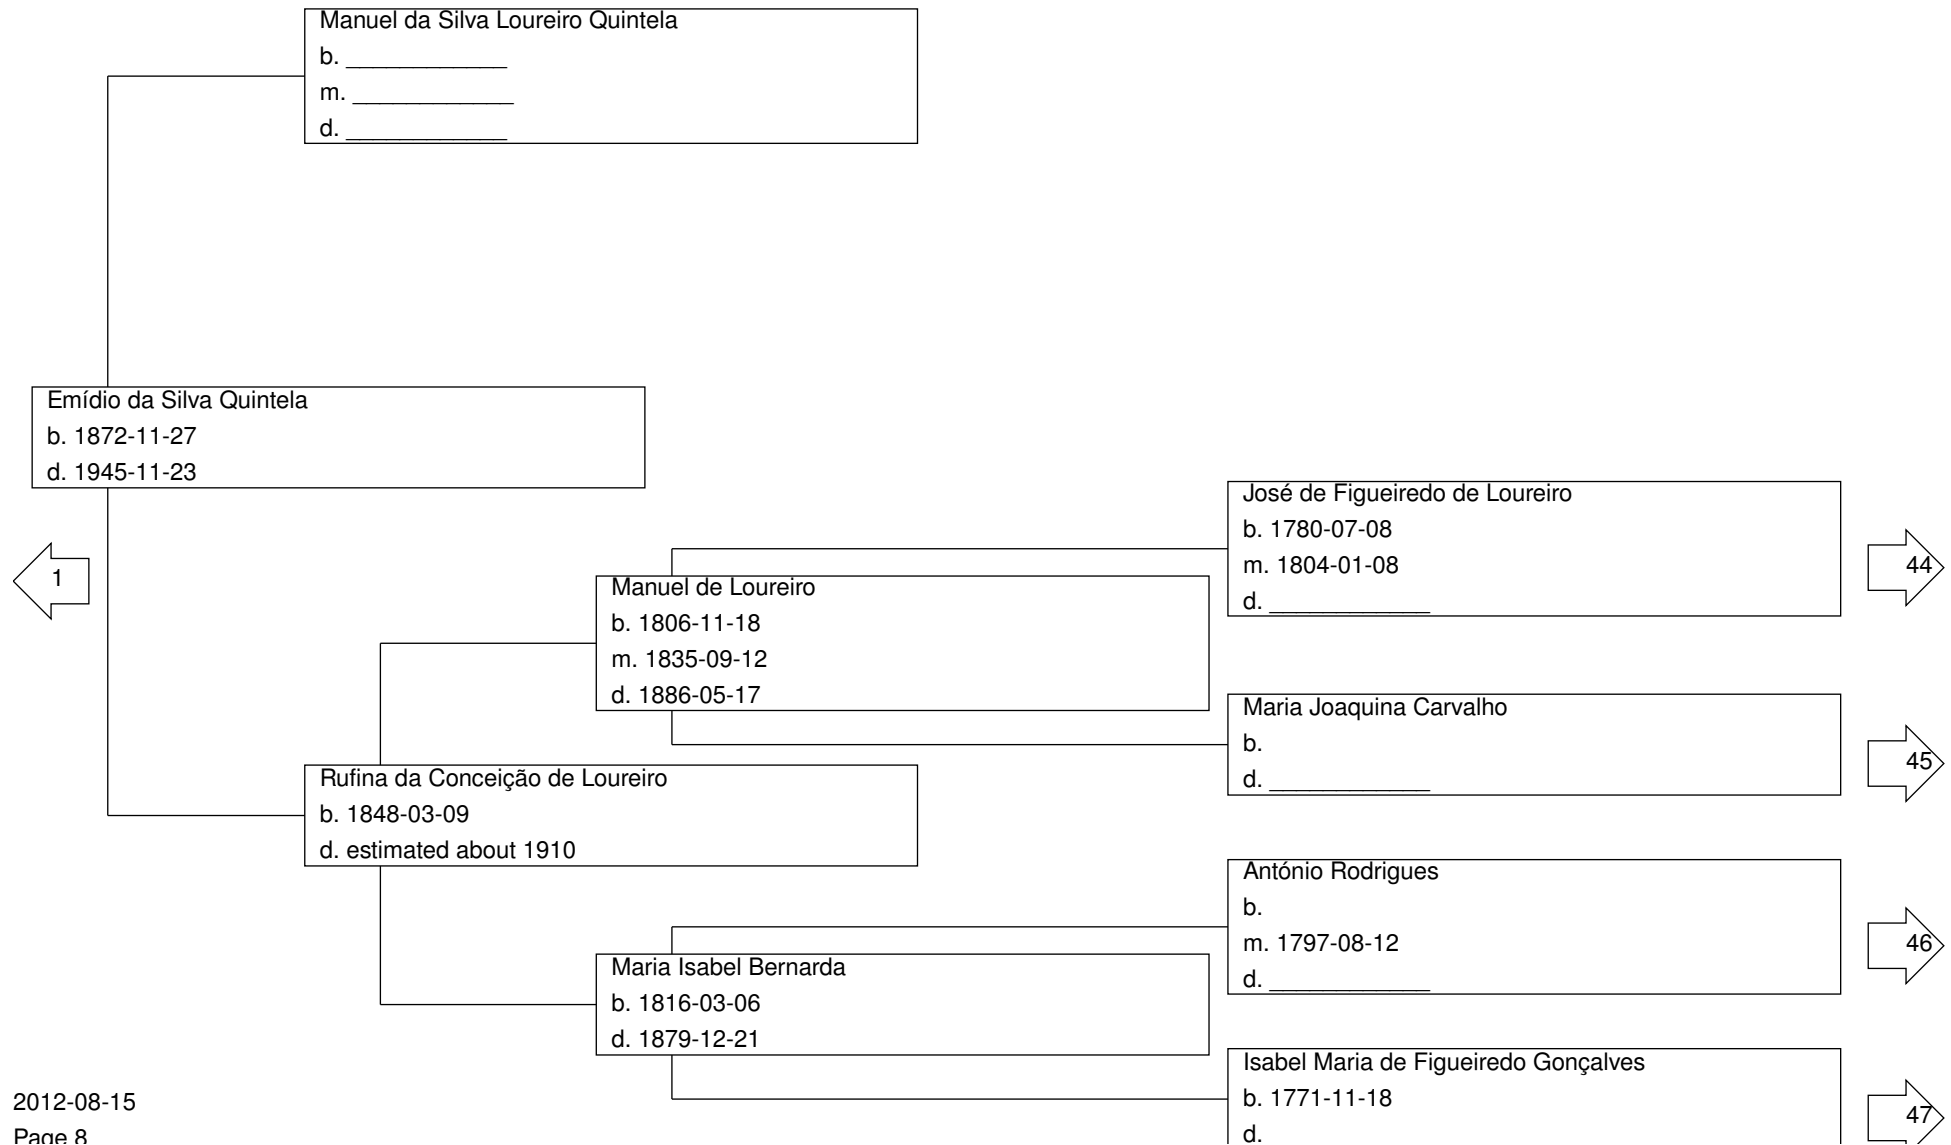 Manuel da Silva Loureiro Quintela
b. ____________
m. ____________
d. ____________
Emídio da Silva Quintela
b. 1872-11-27
d. 1945-11-23
1
José de Figueiredo de Loureiro
b. 1780-07-08
m. 1804-01-08
d. ____________
44
Manuel de Loureiro
b. 1806-11-18
m. 1835-09-12
d. 1886-05-17
Maria Joaquina Carvalho
b.
d. ____________
45
Rufina da Conceição de Loureiro
b. 1848-03-09
d. estimated about 1910
António Rodrigues
b.
m. 1797-08-12
d. ____________
46
Maria Isabel Bernarda
b. 1816-03-06
d. 1879-12-21
Isabel Maria de Figueiredo Gonçalves
b. 1771-11-18
d.
47
2012-08-15
Page 8